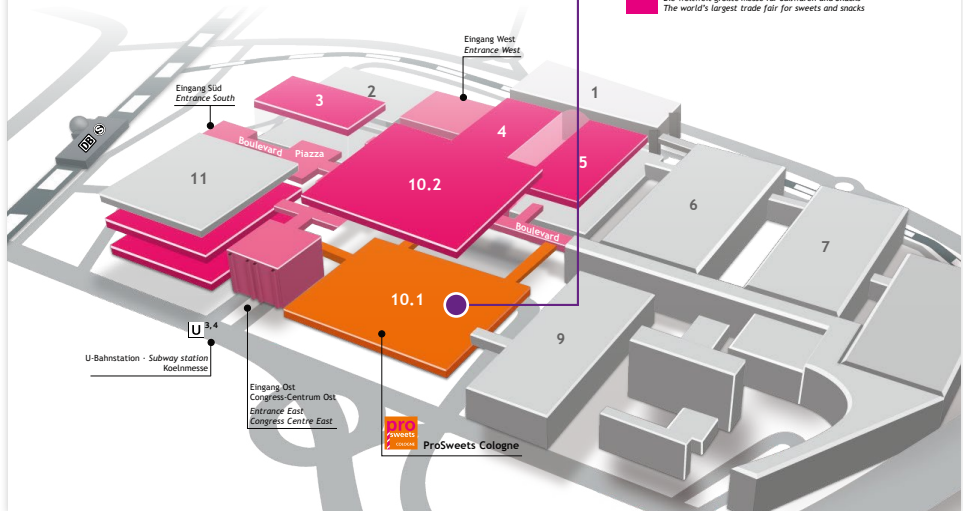 The world's largest trade fair for sweets and snacks
Eingang West
Entrance West
Eingang Süd
Entrance South
1
2
3
4
5
DB S
Boulevard Piazza
11
10.2
6
Boulevard
7
10.1
9
U 3,4
U-Bahnstation · Subway station
Koelnmesse
Eingang Ost
Congress-Centrum Ost
Entrance East
Congress Centre East
pro
sweets
COLOGNE
ProSweets Cologne